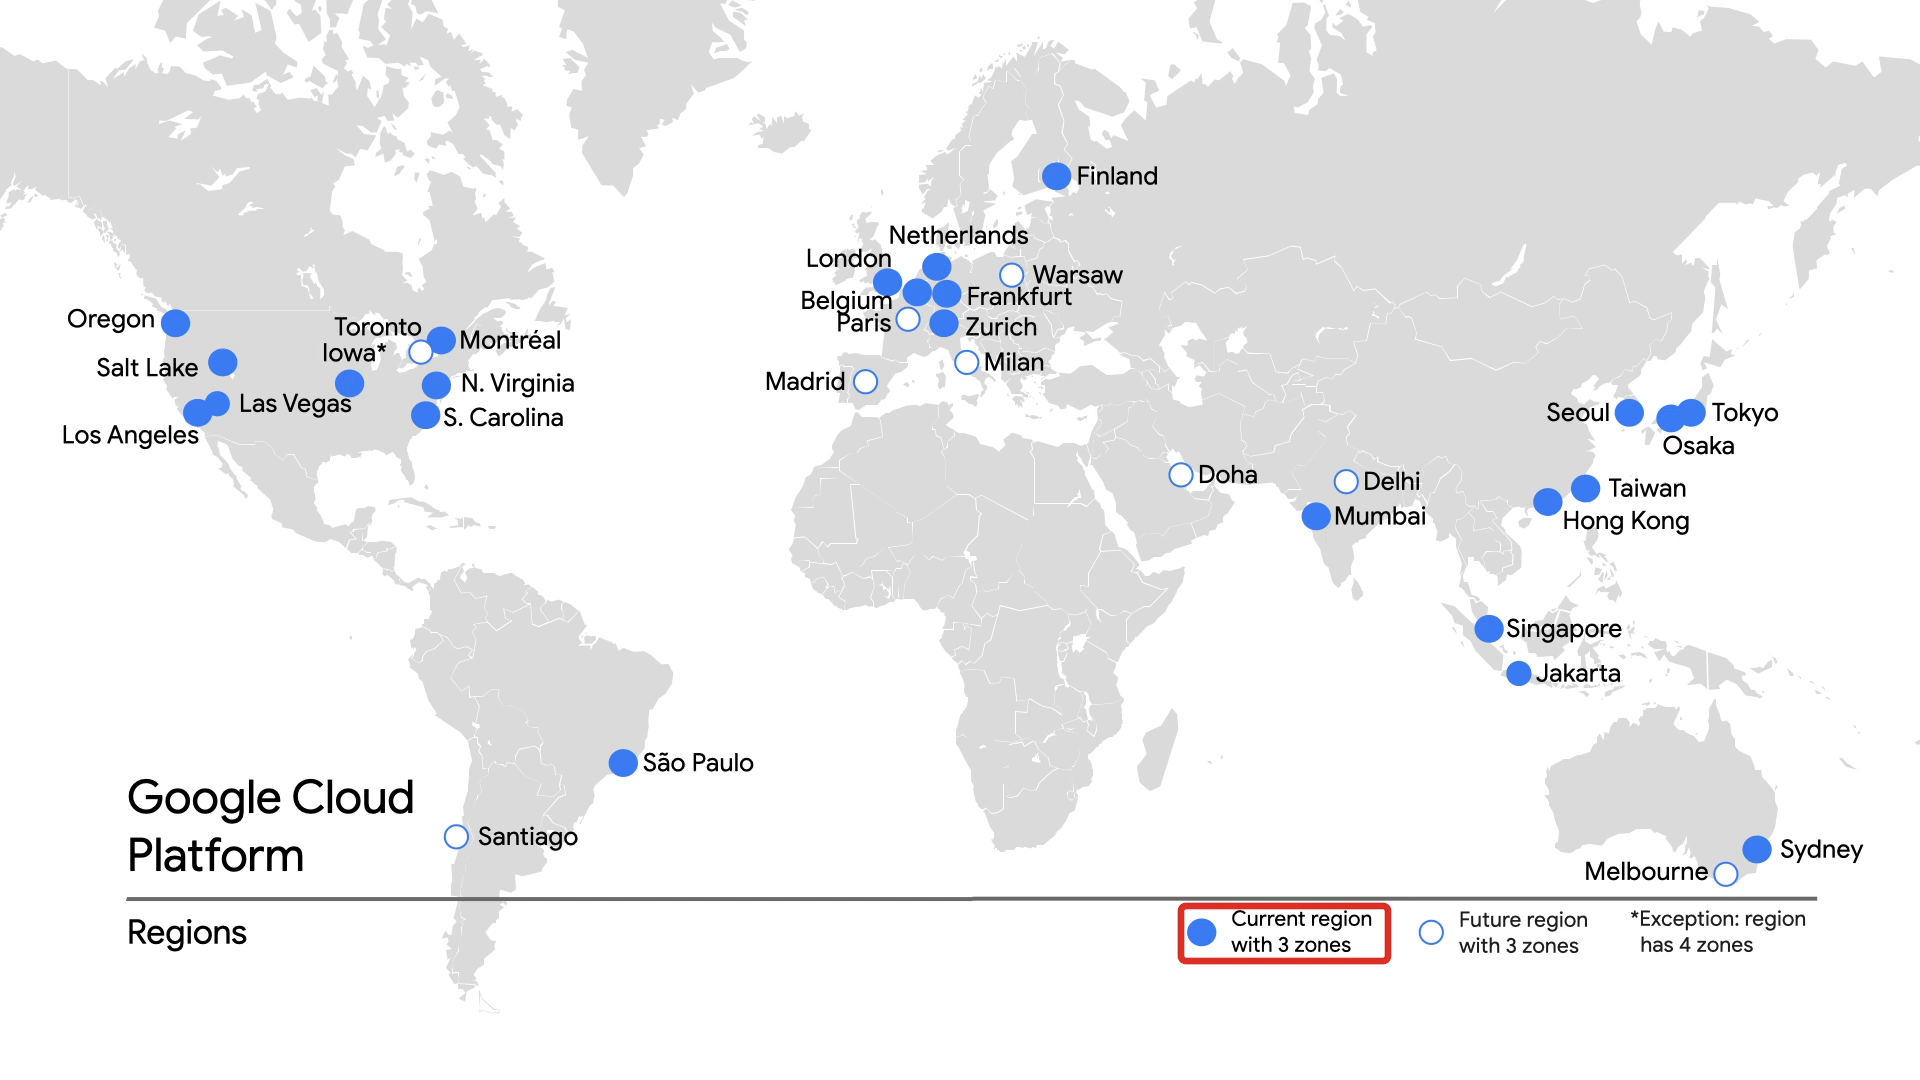 Finland
Netherlands
London
Warsaw
Belgium
Frankfurt
Paris
Zurich
Milan
Madrid
Oregon
Toronto
Montréal
Iowa*
Salt Lake
N. Virginia
Las Vegas
S. Carolina
Los Angeles
Seoul
Tokyo
Osaka
Doha
Delhi
Mumbai
Taiwan
Hong Kong
Singapore
Jakarta
São Paulo
Santiago
Sydney
Melbourne
Google Cloud
Platform
Regions
Current region
with 3 zones
Future region
with 3 zones
*Exception: region
has 4 zones